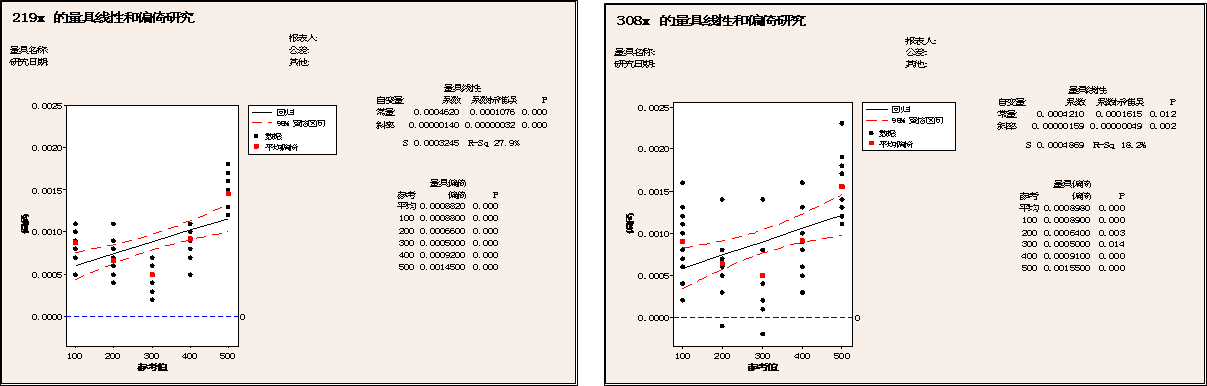 219x 的量具线性和偏倚研究
报表人:
量具名称:
公差:
研究日期:
其他:
量具线性
自变量 系数 系数标准误 P
常量 0.0004620 0.0001076 0.000
斜率 0.00000140 0.00000032 0.000
S 0.0003245 R-Sq 27.9%
量具偏倚
参考 偏倚 P
平均 0.0008820 0.000
100 0.0008800 0.000
200 0.0006600 0.000
300 0.0005000 0.000
400 0.0009200 0.000
500 0.0014500 0.000
回归
95% 置信区间
数据
平均偏倚
0.0025
0.0020
0.0015
0.0010
0.0005
0.0000
偏倚
0
100 200 300 400 500
参考值
308x 的量具线性和偏倚研究
报表人:
量具名称:
公差:
研究日期:
其他:
量具线性
自变量 系数 系数标准误 P
常量 0.0004210 0.0001615 0.012
斜率 0.00000159 0.00000049 0.002
S 0.0004869 R-Sq 18.2%
量具偏倚
参考 偏倚 P
平均 0.0008980 0.000
100 0.0008900 0.000
200 0.0006400 0.003
300 0.0005000 0.014
400 0.0009100 0.000
500 0.0015500 0.000
回归
95% 置信区间
数据
平均偏倚
0.0025
0.0020
0.0015
0.0010
0.0005
0.0000
偏倚
0
100 200 300 400 500
参考值